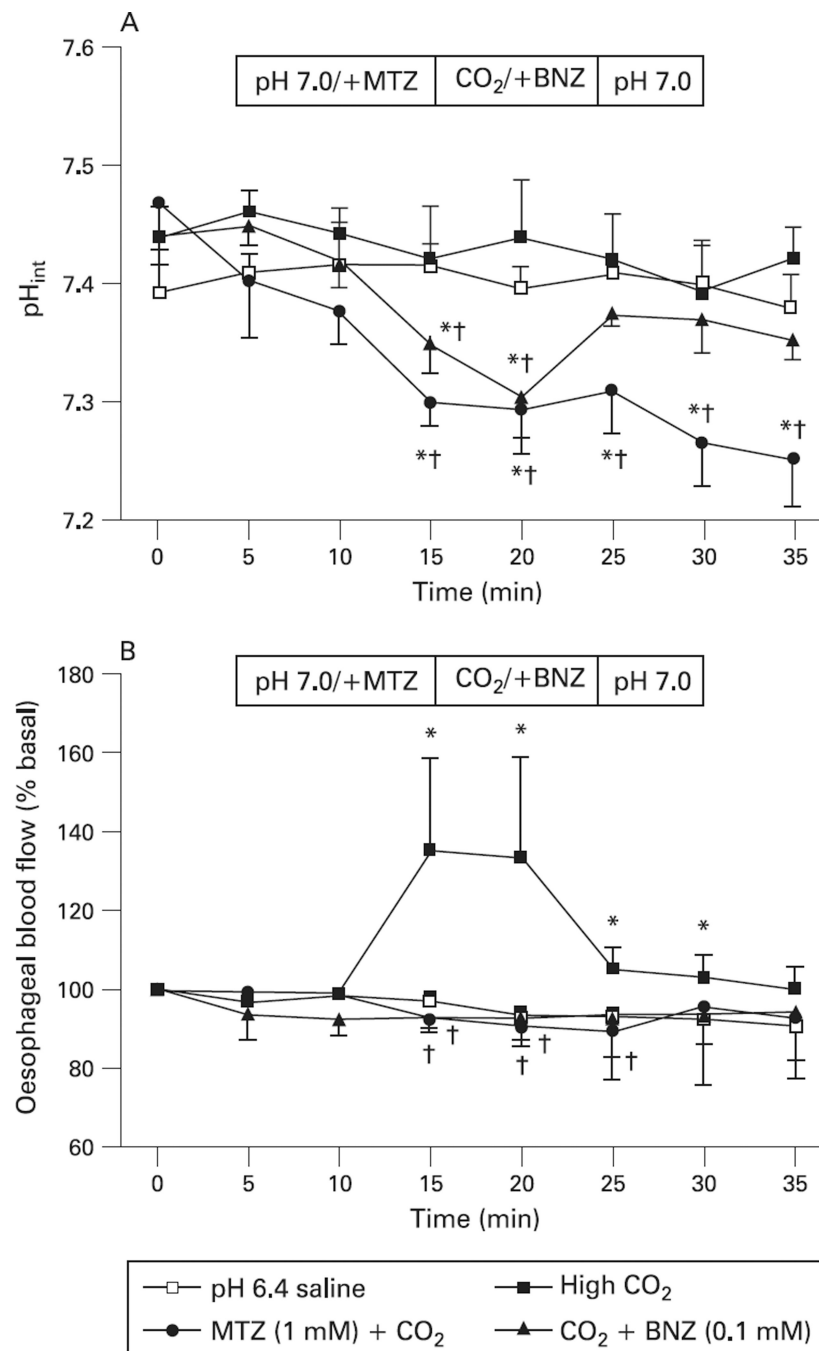 A
7.6
7.5
7.4
7.3
7.2
pH 7.0/+MTZ CO₂/+BNZ pH 7.0
*†
*†
*†
*†
*†
*†
*†
pHint
0 5 10 15 20 25 30 35
Time (min)
B
180
160
140
120
100
80
60
pH 7.0/+MTZ CO₂/+BNZ pH 7.0
* *
* *
† † †
† †
Oesophageal blood flow (% basal)
0 5 10 15 20 25 30 35
Time (min)
pH 6.4 saline High CO₂
MTZ (1 mM) + CO₂ CO₂ + BNZ (0.1 mM)